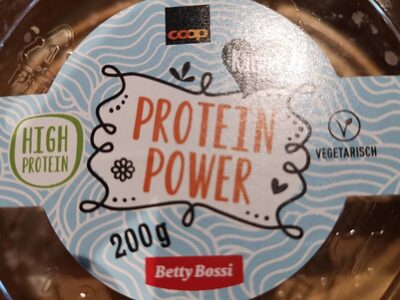 coop
HIGH
PROTEIN
PROTEIN
POWER
VEGETARISCH
200g
Betty Bossi